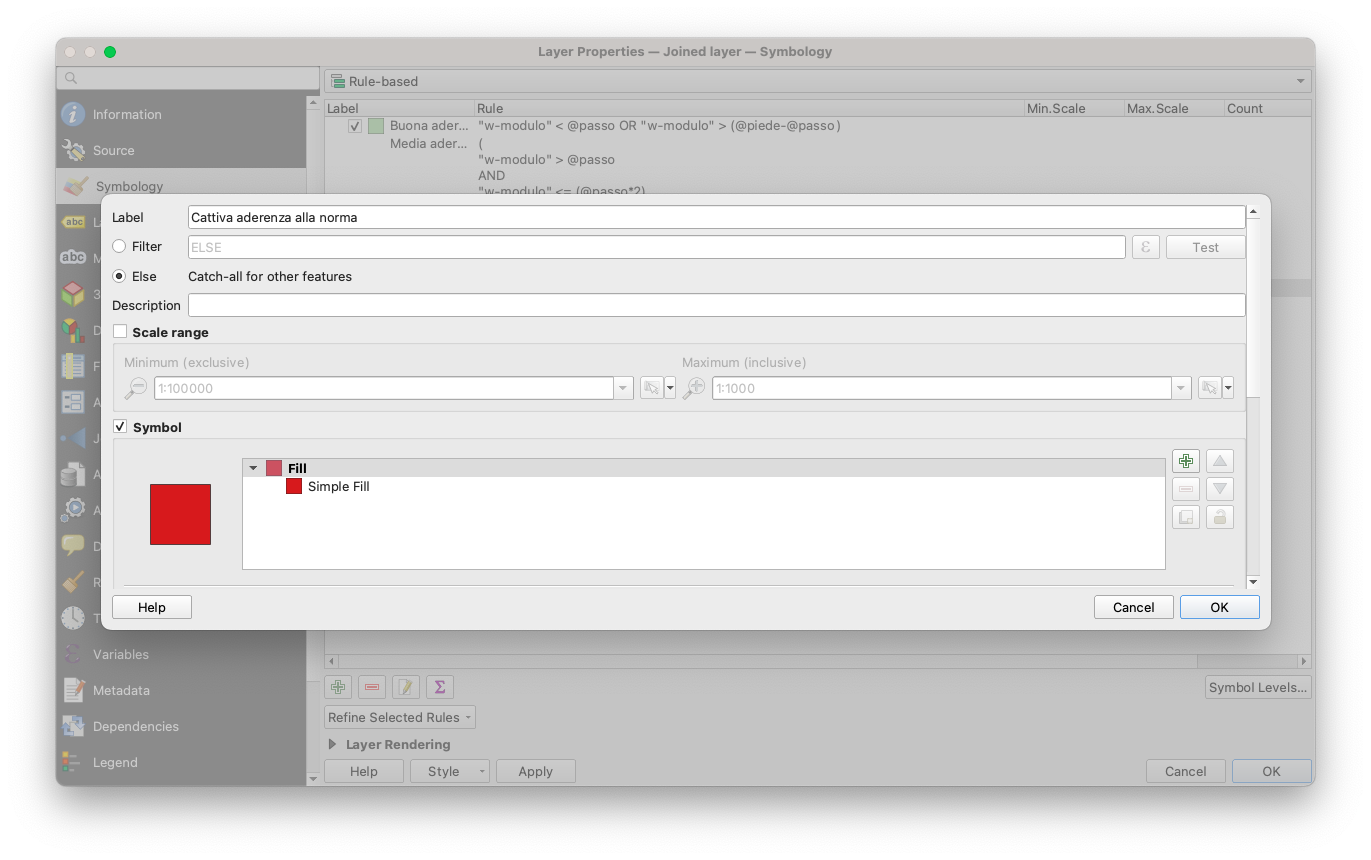 Layer Properties — Joined layer — Symbology
Rule-based
Label Rule Min.Scale Max.Scale Count
Information
Buona ader... "w-modulo" < @passo OR "w-modulo" > (@piede-@passo)
Source
Media ader... (
"w-modulo" > @passo
AND
Symbology
"w-modulo" <= (@passo*2)
Label Cattiva aderenza alla norma
Filter ELSE ε Test
Else Catch-all for other features
Description
Scale range
Minimum (exclusive) Maximum (inclusive)
1:100000 1:1000
Symbol
Fill
Simple Fill
Help Cancel OK
Variables
Metadata
Σ Symbol Levels...
Refine Selected Rules
Dependencies
Layer Rendering
Legend
Help Style Apply Cancel OK